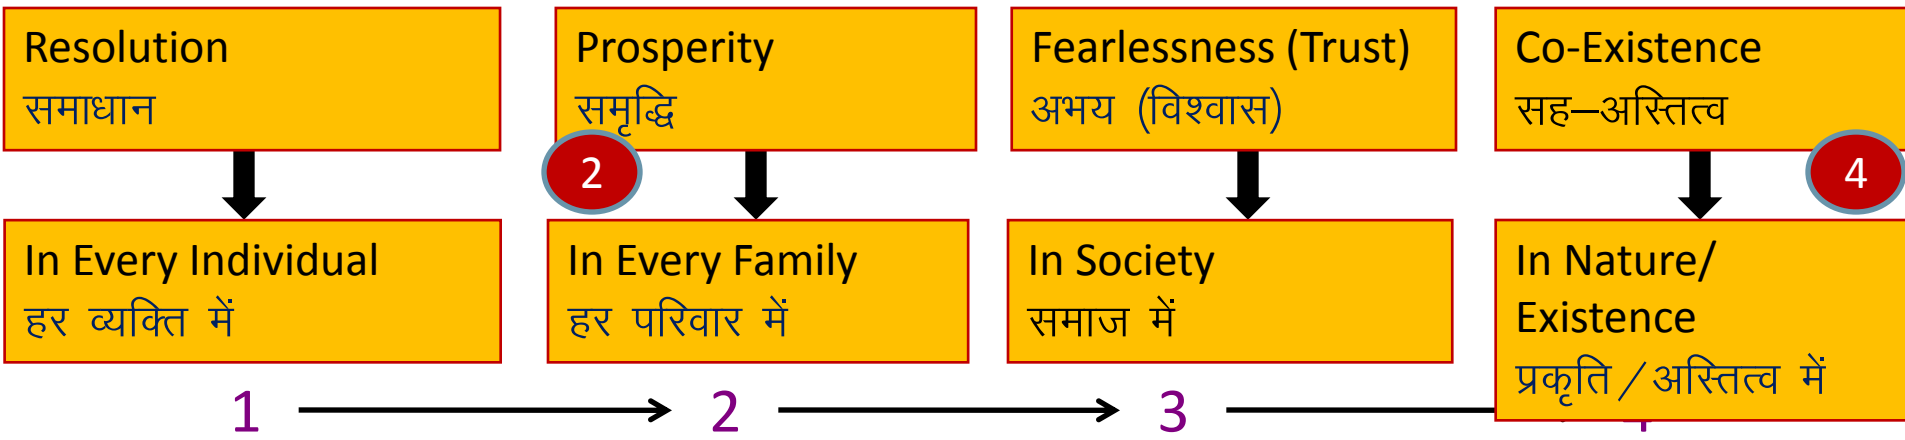 Resolution
समाधान
Prosperity
समृद्धि
Fearlessness (Trust)
अभय (विश्वास)
Co-Existence
सह–अस्तित्व
2
4
In Every Individual
हर व्यक्ति में
In Every Family
हर परिवार में
In Society
समाज में
In Nature/
Existence
प्रकृति/अस्तित्व में
1
2
3